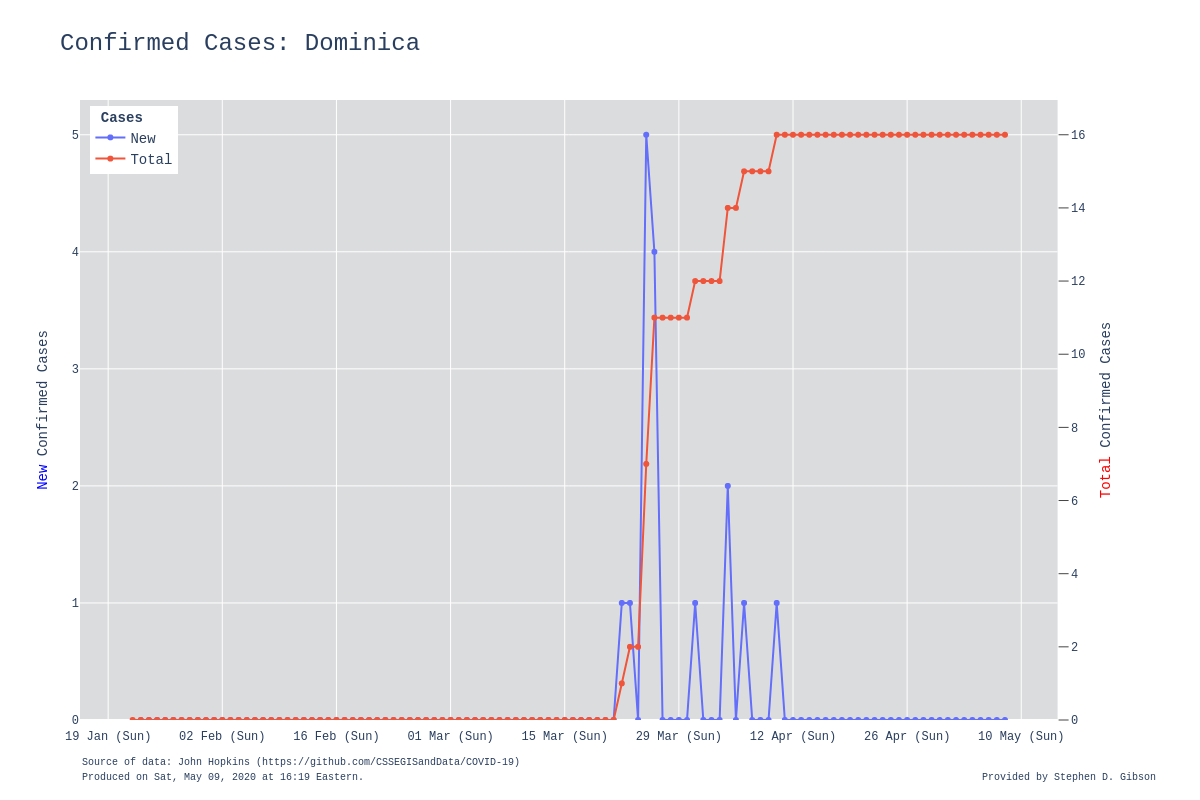 Confirmed Cases: Dominica
Cases
New
Total
5
4
3
2
1
0
New Confirmed Cases
16
14
12
10
8
6
4
2
0
Total Confirmed Cases
19 Jan (Sun) 02 Feb (Sun) 16 Feb (Sun) 01 Mar (Sun) 15 Mar (Sun) 29 Mar (Sun) 12 Apr (Sun) 26 Apr (Sun) 10 May (Sun)
Source of data: John Hopkins (https://github.com/CSSEGISandData/COVID-19)
Produced on Sat, May 09, 2020 at 16:19 Eastern.
Provided by Stephen D. Gibson